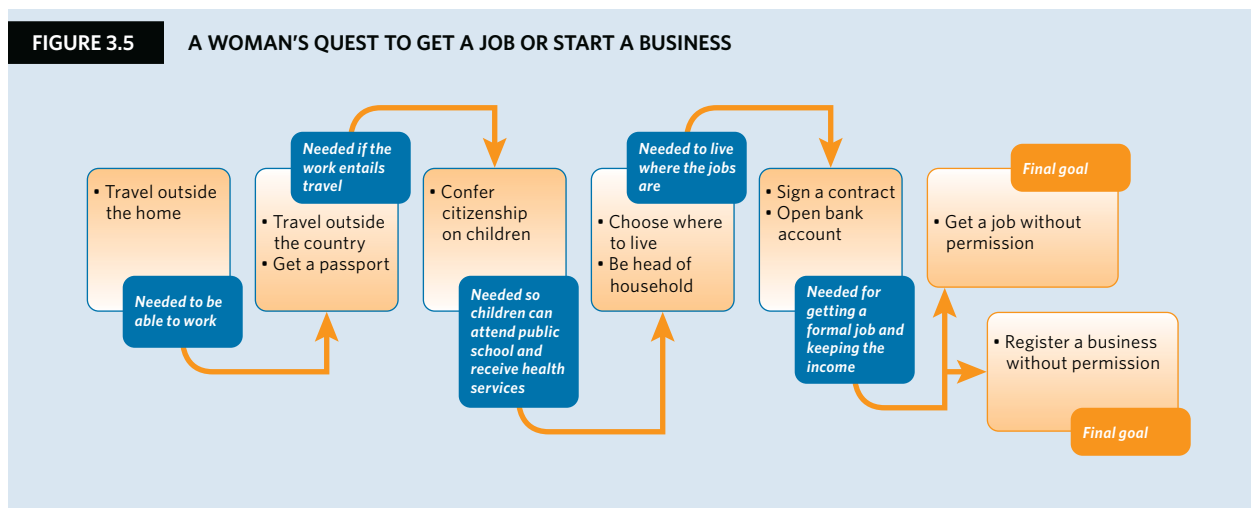 FIGURE 3.5
A WOMAN'S QUEST TO GET A JOB OR START A BUSINESS
• Travel outside
the home
Needed to be
able to work
Needed if the
work entails
travel
• Travel outside
the country
• Get a passport
• Confer
citizenship
on children
Needed so
children can
attend public
school and
receive health
services
Needed to live
where the jobs
are
• Choose where
to live
• Be head of
household
• Sign a contract
• Open bank
account
Needed for
getting a
formal job and
keeping the
income
Final goal
• Get a job without
permission
• Register a business
without permission
Final goal